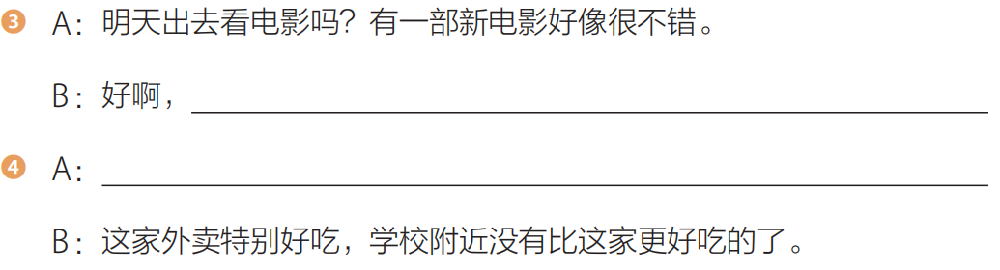 3 A：明天出去看电影吗？有一部新电影好像很不错。
B：好啊，
4 A：
B：这家外卖特别好吃，学校附近没有比这家更好吃的了。